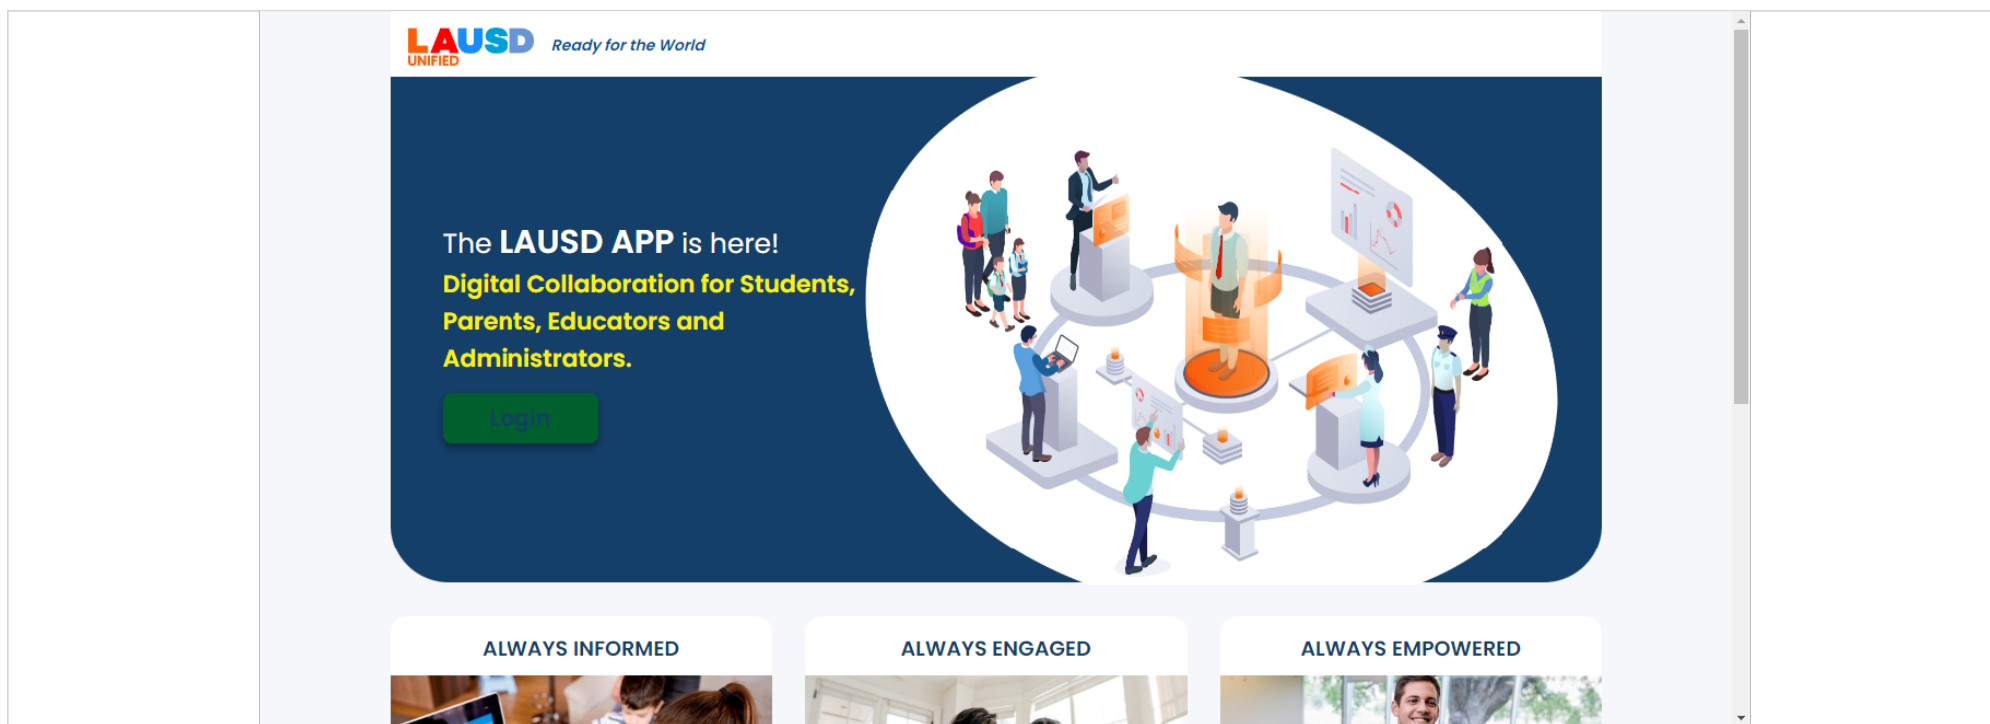 LAUSD
UNIFIED
Ready for the World
The LAUSD APP is here!
Digital Collaboration for Students,
Parents, Educators and
Administrators.
Login
ALWAYS INFORMED
ALWAYS ENGAGED
ALWAYS EMPOWERED